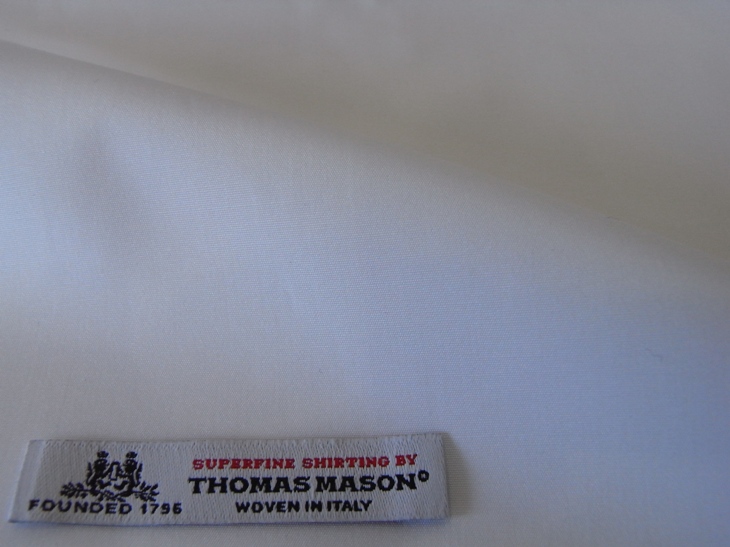 SUPERFINE SHIRTING BY
THOMAS MASON®
FOUNDED 1796
WOVEN IN ITALY